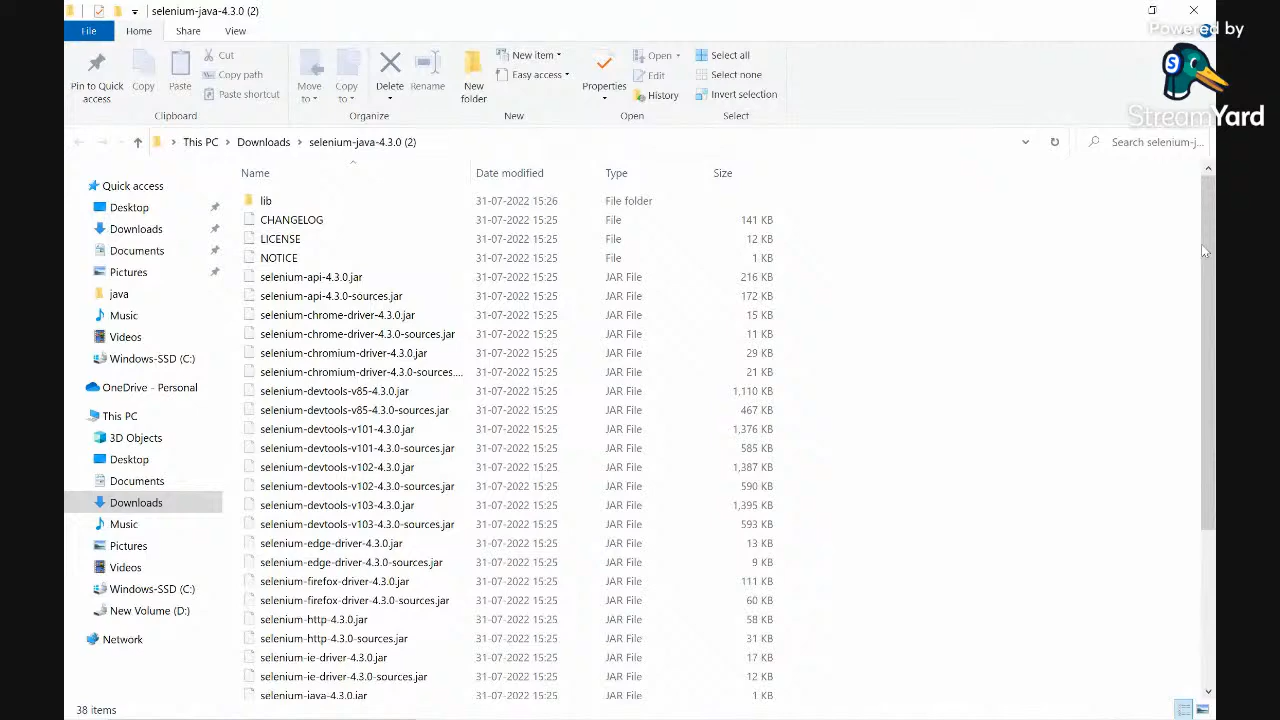 selenium-java-4.3.0 (2)
Powered by
StreamYard
File Home Share View
Pin to Quick access
Copy
Paste
Cut
Copy path
Paste shortcut
Clipboard
Move to
Copy to
Delete
Rename
Organize
New folder
New item
Easy access
New
Properties
Open
Edit
History
Open
Select all
Select none
Invert selection
Select
This PC > Downloads > selenium-java-4.3.0 (2)
Search selenium-j...
Quick access
Desktop
Downloads
Documents
Pictures
java
Music
Videos
Windows-SSD (C:)
OneDrive - Personal
This PC
3D Objects
Desktop
Documents
Downloads
Music
Pictures
Videos
Windows-SSD (C:)
New Volume (D:)
Network
Name Date modified Type Size
lib 31-07-2022 15:26 File folder
CHANGELOG 31-07-2022 15:25 File 141 KB
LICENSE 31-07-2022 15:25 File 12 KB
NOTICE 31-07-2022 15:25 File 1 KB
selenium-api-4.3.0.jar 31-07-2022 15:25 JAR File 216 KB
selenium-api-4.3.0-sources.jar 31-07-2022 15:25 JAR File 172 KB
selenium-chrome-driver-4.3.0.jar 31-07-2022 15:25 JAR File 15 KB
selenium-chrome-driver-4.3.0-sources.jar 31-07-2022 15:25 JAR File 11 KB
selenium-chromium-driver-4.3.0.jar 31-07-2022 15:25 JAR File 29 KB
selenium-chromium-driver-4.3.0-sources.... 31-07-2022 15:25 JAR File 21 KB
selenium-devtools-v85-4.3.0.jar 31-07-2022 15:25 JAR File 1,110 KB
selenium-devtools-v85-4.3.0-sources.jar 31-07-2022 15:25 JAR File 467 KB
selenium-devtools-v101-4.3.0.jar 31-07-2022 15:25 JAR File 1,376 KB
selenium-devtools-v101-4.3.0-sources.jar 31-07-2022 15:25 JAR File 585 KB
selenium-devtools-v102-4.3.0.jar 31-07-2022 15:25 JAR File 1,387 KB
selenium-devtools-v102-4.3.0-sources.jar 31-07-2022 15:25 JAR File 590 KB
selenium-devtools-v103-4.3.0.jar 31-07-2022 15:25 JAR File 1,395 KB
selenium-devtools-v103-4.3.0-sources.jar 31-07-2022 15:25 JAR File 593 KB
selenium-edge-driver-4.3.0.jar 31-07-2022 15:25 JAR File 13 KB
selenium-edge-driver-4.3.0-sources.jar 31-07-2022 15:25 JAR File 9 KB
selenium-firefox-driver-4.3.0.jar 31-07-2022 15:25 JAR File 111 KB
selenium-firefox-driver-4.3.0-sources.jar 31-07-2022 15:25 JAR File 60 KB
selenium-http-4.3.0.jar 31-07-2022 15:25 JAR File 58 KB
selenium-http-4.3.0-sources.jar 31-07-2022 15:25 JAR File 31 KB
selenium-ie-driver-4.3.0.jar 31-07-2022 15:25 JAR File 17 KB
selenium-ie-driver-4.3.0-sources.jar 31-07-2022 15:25 JAR File 12 KB
selenium-java-4.3.0.jar 31-07-2022 15:25 JAR File 1 KB
38 items